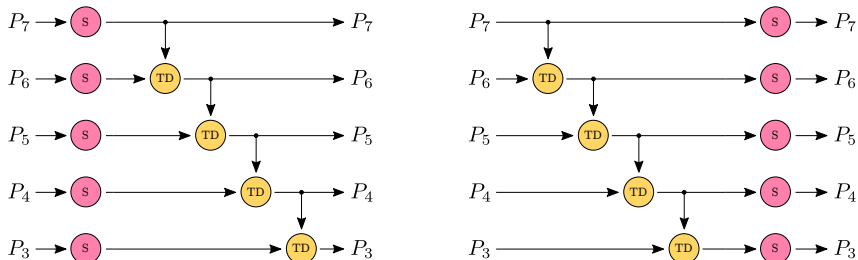 P7 S P7 P7 S P7
P6 S TD P6 P6 TD S P6
P5 S TD P5 P5 TD S P5
P4 S TD P4 P4 TD S P4
P3 S TD P3 P3 TD S P3